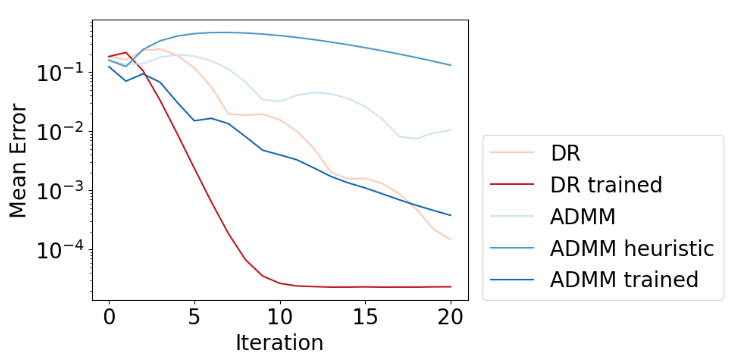 10⁻¹
10⁻²
10⁻³
10⁻⁴
Mean Error
0 5 10 15 20
Iteration
DR
DR trained
ADMM
ADMM heuristic
ADMM trained